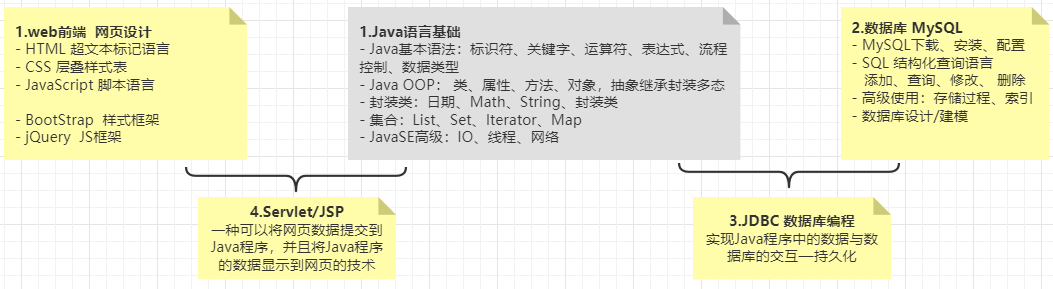 1.web前端  网页设计
- HTML 超文本标记语言
- CSS 层叠样式表
- JavaScript 脚本语言
- BootStrap  样式框架
- jQuery  JS框架
1.Java语言基础
- Java基本语法：标识符、关键字、运算符、表达式、流程
控制、数据类型
- Java OOP： 类、属性、方法、对象，抽象继承封装多态
- 封装类：日期、Math、String、封装类
- 集合：List、Set、Iterator、Map
- JavaSE高级：IO、线程、网络
2.数据库 MySQL
- MySQL下载、安装、配置
- SQL 结构化查询语言
添加、查询、修改、 删除
- 高级使用：存储过程、索引
- 数据库设计/建模
4.Servlet/JSP
一种可以将网页数据提交到
Java程序，并且将Java程序
的数据显示到网页的技术
3.JDBC 数据库编程
实现Java程序中的数据与数
据库的交互—持久化